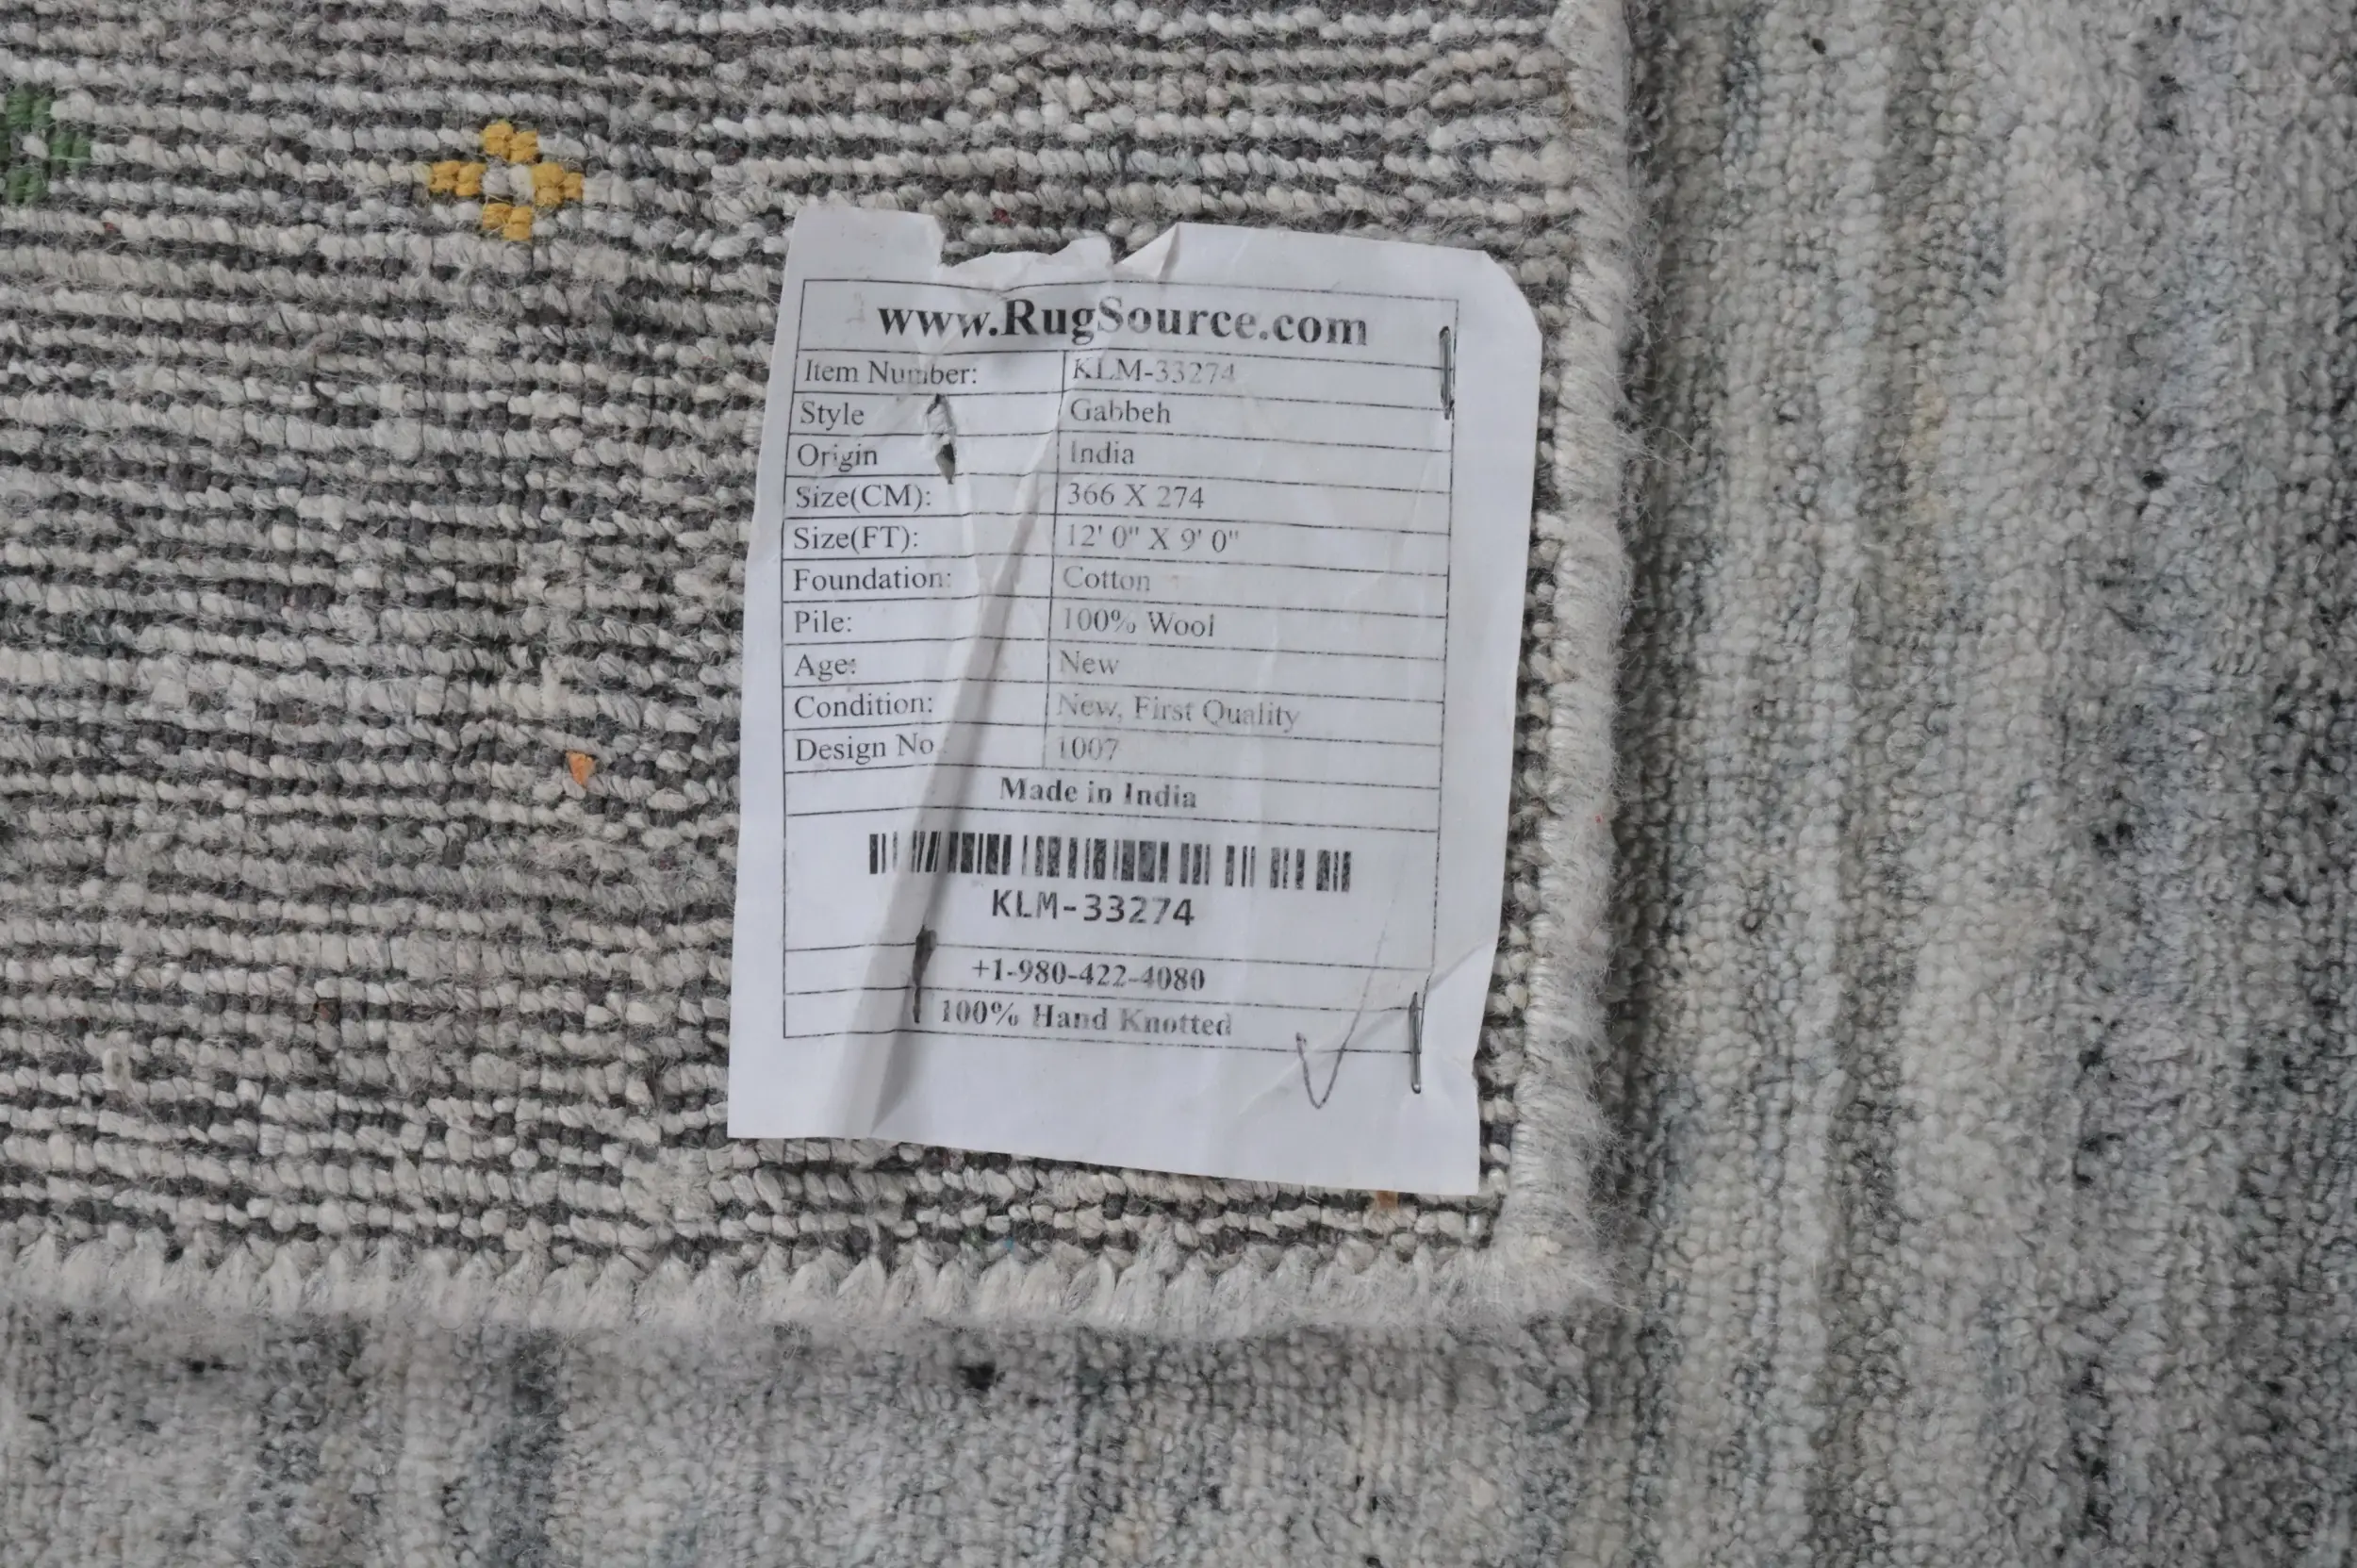 www.RugSource.com
Item Number: KLM-33274
Style Gabbeh
Origin India
Size(CM): 366 X 274
Size(FT): 12' 0" X 9' 0"
Foundation: Cotton
Pile: 100% Wool
Age: New
Condition: New, First Quality
Design No 1007
Made in India
KLM-33274
+1-980-422-4080
100% Hand Knotted